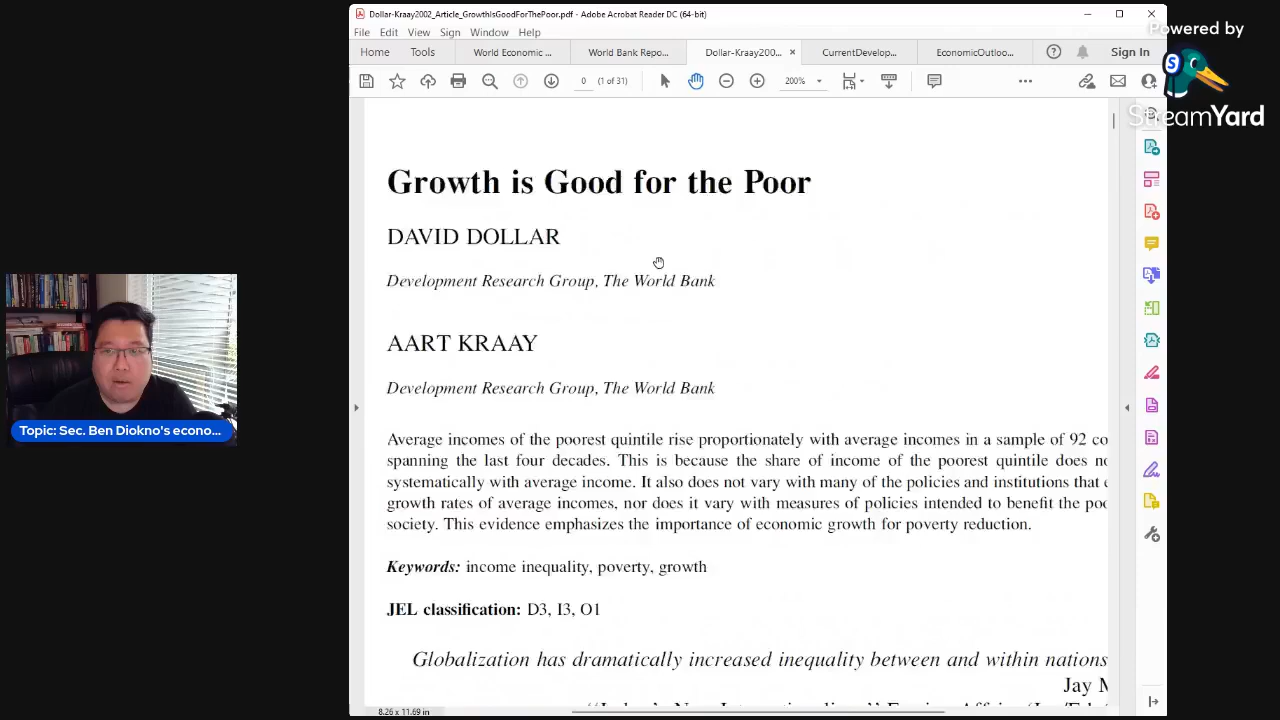 Dollar-Kraay2002_Article_GrowthIsGoodForThePoor.pdf - Adobe Acrobat Reader DC (64-bit)
Powered by
File Edit View Sign Window Help
Home Tools World Economic ... World Bank Repo... Dollar-Kraay200... × CurrentDevelop... EconomicOutloo... Sign In
0 (1 of 31) 200%
StreamYard
Growth is Good for the Poor
DAVID DOLLAR
Development Research Group, The World Bank
AART KRAAY
Development Research Group, The World Bank
Topic: Sec. Ben Diokno's econo...
Average incomes of the poorest quintile rise proportionately with average incomes in a sample of 92 co
spanning the last four decades. This is because the share of income of the poorest quintile does no
systematically with average income. It also does not vary with many of the policies and institutions that e
growth rates of average incomes, nor does it vary with measures of policies intended to benefit the poo
society. This evidence emphasizes the importance of economic growth for poverty reduction.
Keywords: income inequality, poverty, growth
JEL classification: D3, I3, O1
Globalization has dramatically increased inequality between and within nations
Jay M
8.26 x 11.69 in